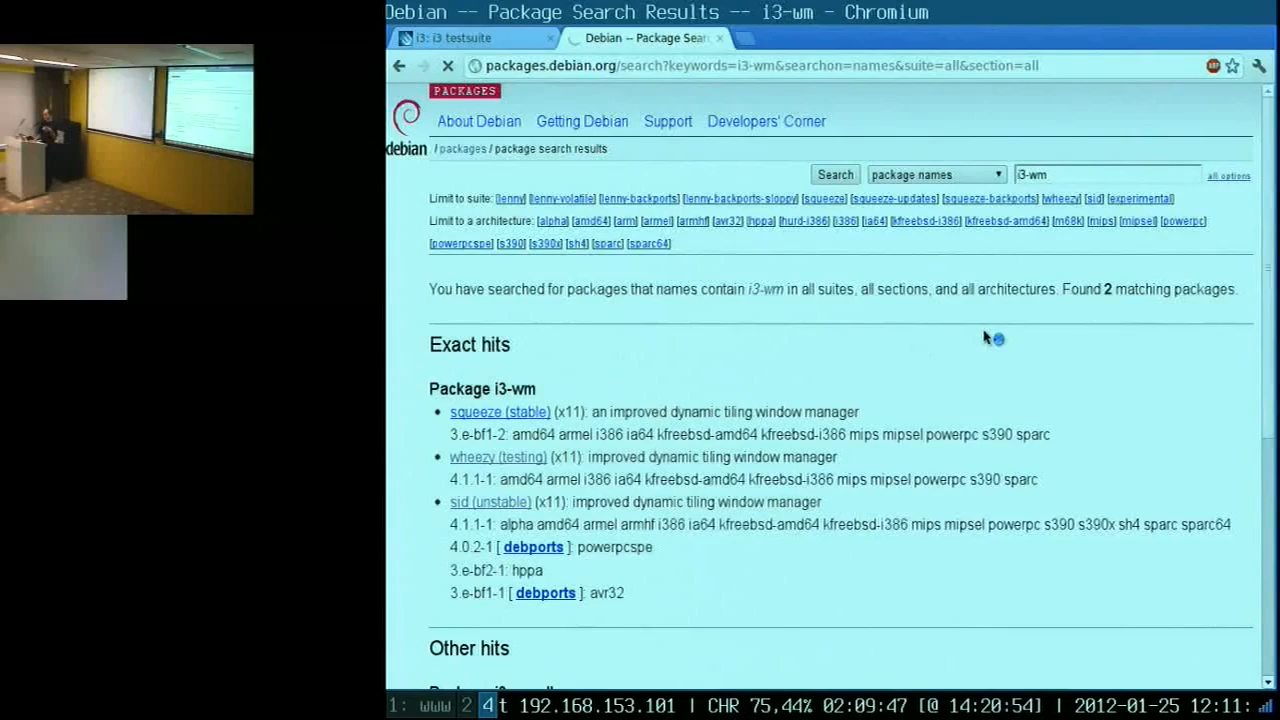 Debian -- Package Search Results -- i3-wm - Chromium
i3: i3 testsuite
Debian -- Package Sear
packages.debian.org/search?keywords=i3-wm&searchon=names&suite=all&section=all
PACKAGES
About Debian Getting Debian Support Developers' Corner
debian / packages / package search results
Search package names i3-wm all options
Limit to suite: [lenny] [lenny-volatile] [lenny-backports] [lenny-backports-sloppy] [squeeze] [squeeze-updates] [squeeze-backports] [wheezy] [sid] [experimental]
Limit to a architecture: [alpha] [amd64] [arm] [armel] [armhf] [avr32] [hppa] [hurd-i386] [i386] [ia64] [kfreebsd-i386] [kfreebsd-amd64] [m68k] [mips] [mipsel] [powerpc]
[powerpcspe] [s390] [s390x] [sh4] [sparc] [sparc64]
You have searched for packages that names contain i3-wm in all suites, all sections, and all architectures. Found 2 matching packages.
Exact hits
Package i3-wm
squeeze (stable) (x11): an improved dynamic tiling window manager
3.e-bf1-2: amd64 armel i386 ia64 kfreebsd-amd64 kfreebsd-i386 mips mipsel powerpc s390 sparc
wheezy (testing) (x11): improved dynamic tiling window manager
4.1.1-1: amd64 armel i386 ia64 kfreebsd-amd64 kfreebsd-i386 mips mipsel powerpc s390 sparc
sid (unstable) (x11): improved dynamic tiling window manager
4.1.1-1: alpha amd64 armel armhf i386 ia64 kfreebsd-amd64 kfreebsd-i386 mips mipsel powerpc s390 s390x sh4 sparc sparc64
4.0.2-1 [ debports ]: powerpcspe
3.e-bf2-1: hppa
3.e-bf1-1 [ debports ]: avr32
Other hits
1: www 2 4 t 192.168.153.101 | CHR 75,44% 02:09:47 [@ 14:20:54] | 2012-01-25 12:11: